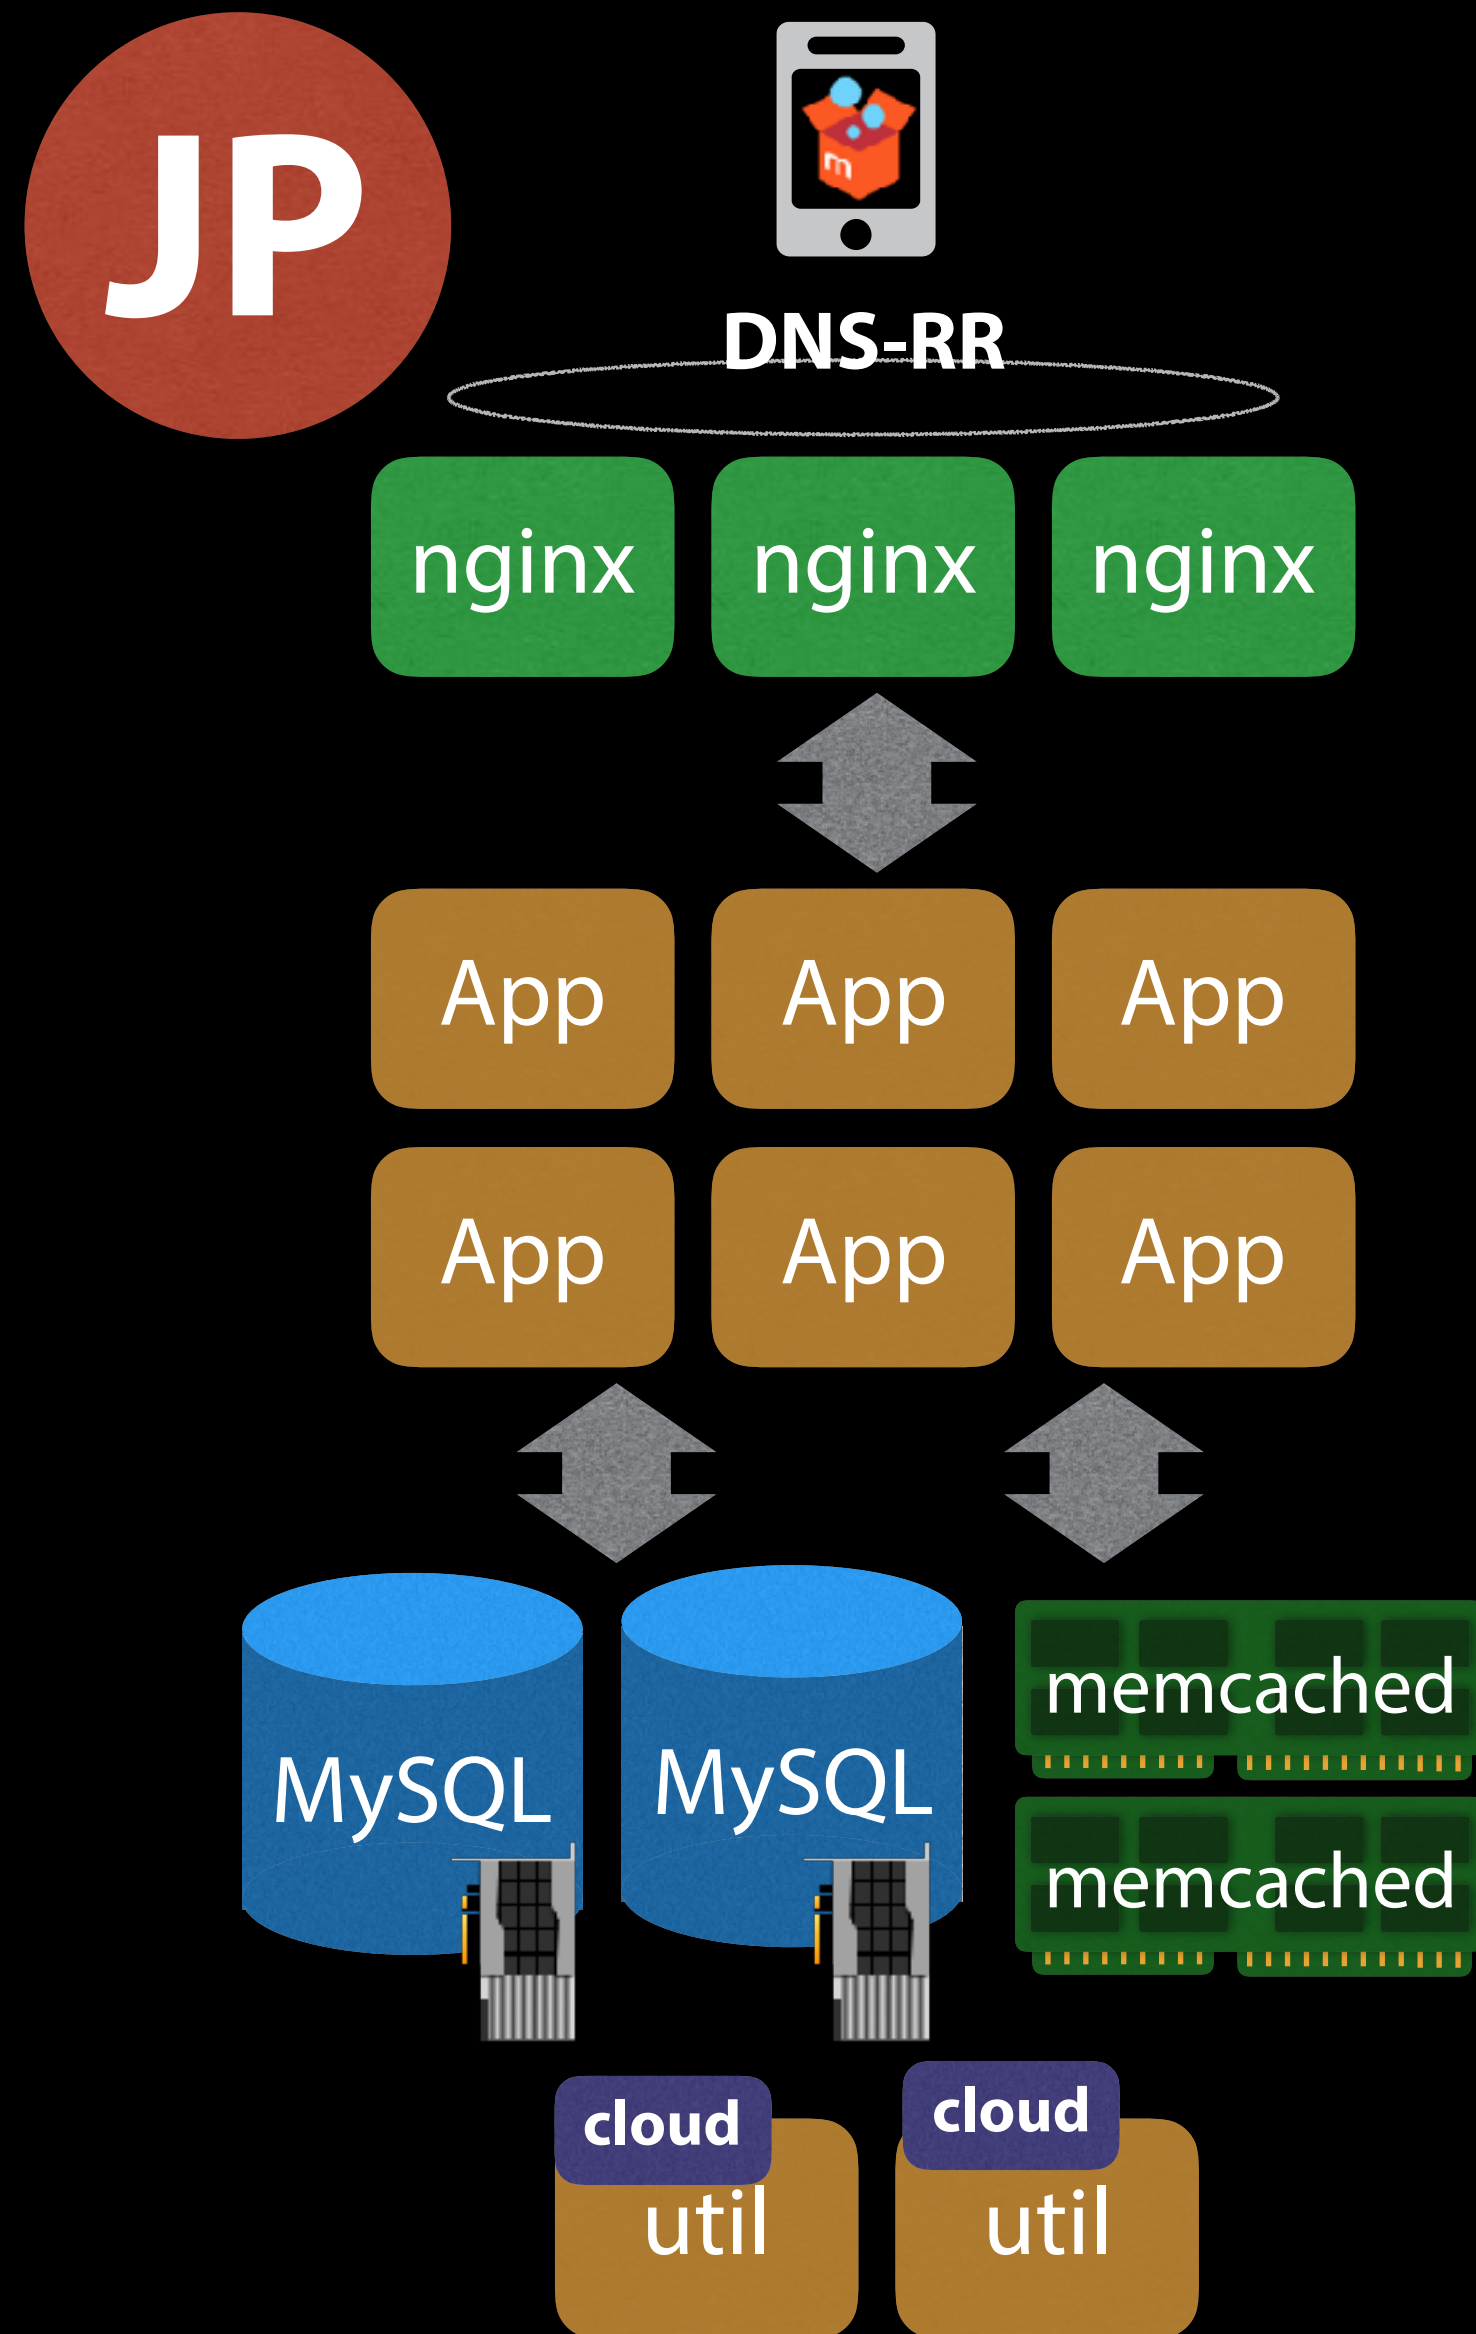 JP
m
DNS-RR
nginx nginx nginx
App App App
App App App
MySQL MySQL
memcached
memcached
cloud cloud
util util